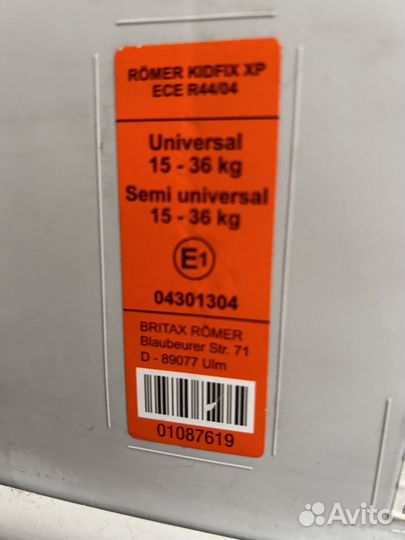 RÖMER KIDFIX XP
ECE R44/04
Universal
15 - 36 kg
Semi universal
15 - 36 kg
E1
04301304
BRITAX RÖMER
Blaubeurer Str. 71
D - 89077 Ulm
01087619
Avito